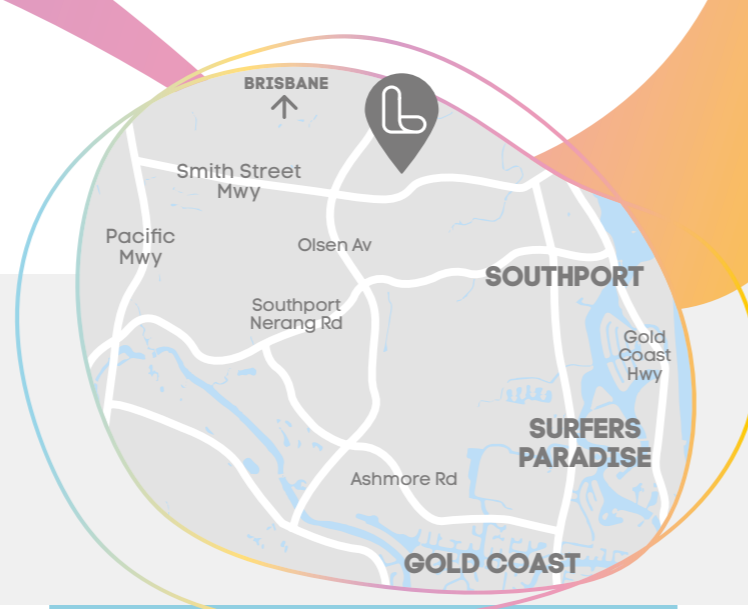 BRISBANE
Smith Street
Mwy
Pacific
Mwy
Olsen Av
SOUTHPORT
Southport
Nerang Rd
Gold
Coast
Hwy
SURFERS
PARADISE
Ashmore Rd
GOLD COAST